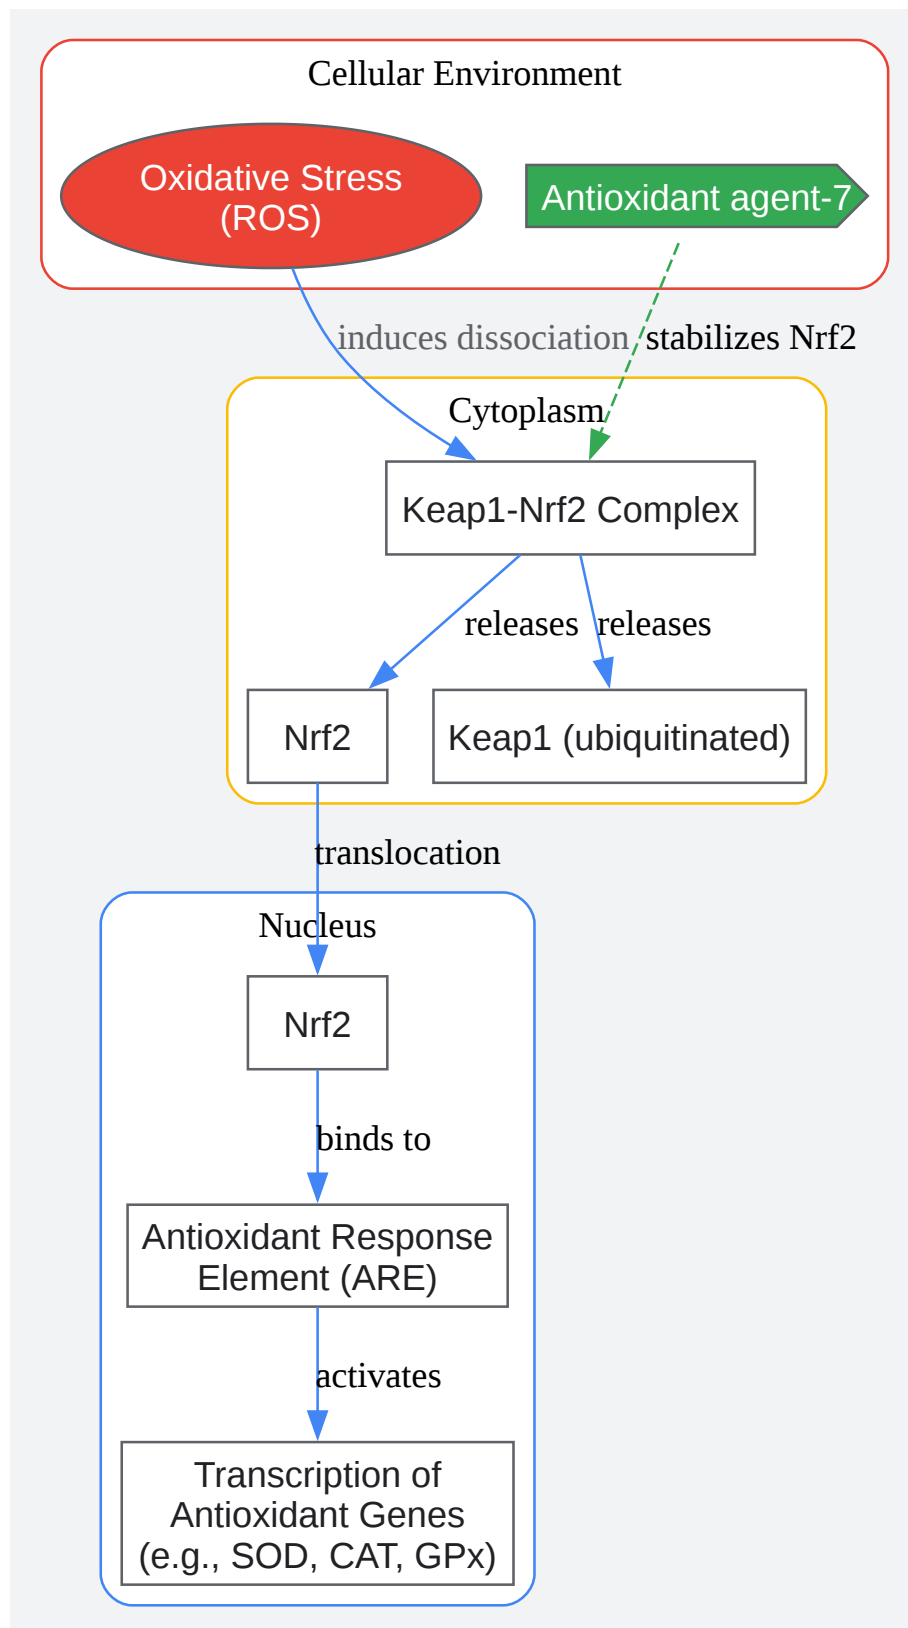 Cellular Environment
Oxidative Stress
(ROS)
Antioxidant agent-7
induces dissociation
stabilizes Nrf2
Cytoplasm
Keap1-Nrf2 Complex
releases
releases
Nrf2
Keap1 (ubiquitinated)
translocation
Nucleus
Nrf2
binds to
Antioxidant Response
Element (ARE)
activates
Transcription of
Antioxidant Genes
(e.g., SOD, CAT, GPx)